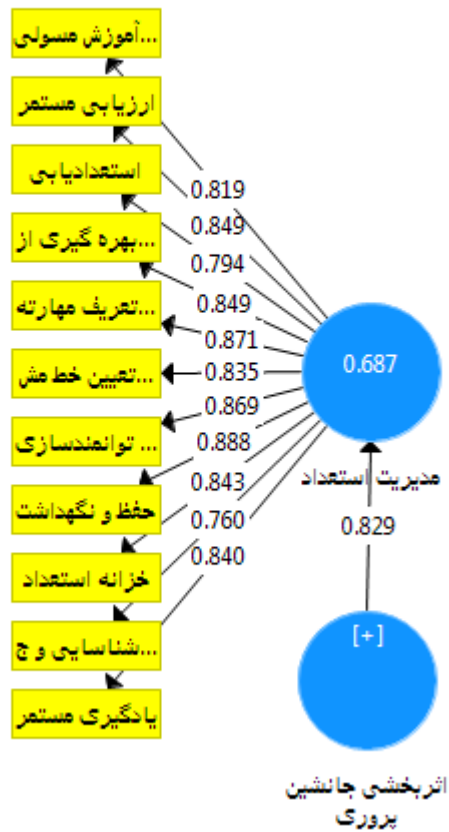 آموزش مسولی...
ارزیابی مستمر
استعدادیابی
بهره گیری از...
تعریف مهارته...
تعیین خط مش...
توانمندسازی ...
حفظ و نگهداشت
خزانه استعداد
شناسایی و ج...
یادگیری مستمر
0.819
0.849
0.794
0.849
0.871
0.835
0.869
0.888
0.843
0.760
0.840
0.687
مدیریت استعداد
0.829
[+]
اثربخشی جانشین
پروری